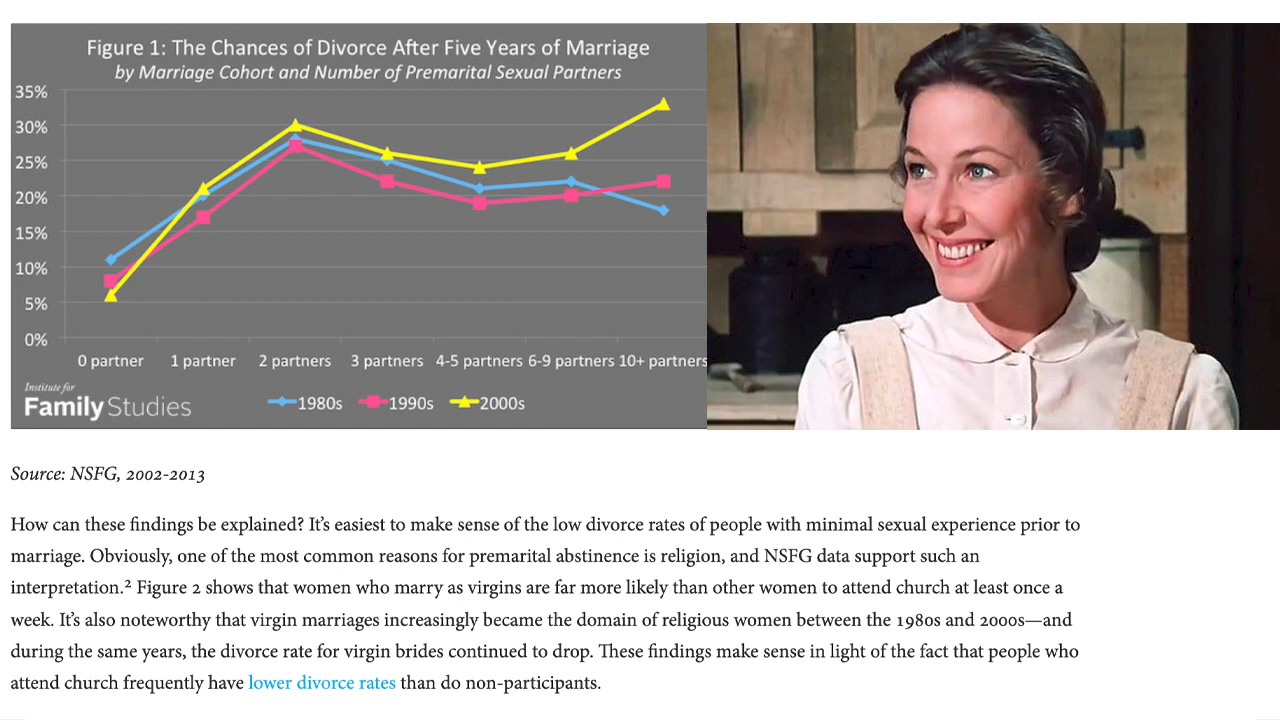 Figure 1: The Chances of Divorce After Five Years of Marriage
by Marriage Cohort and Number of Premarital Sexual Partners
35%
30%
25%
20%
15%
10%
5%
0%
0 partner 1 partner 2 partners 3 partners 4-5 partners 6-9 partners 10+ partners
1980s 1990s 2000s
Institute for
Family Studies
Source: NSFG, 2002-2013
How can these findings be explained? It’s easiest to make sense of the low divorce rates of people with minimal sexual experience prior to
marriage. Obviously, one of the most common reasons for premarital abstinence is religion, and NSFG data support such an
interpretation.² Figure 2 shows that women who marry as virgins are far more likely than other women to attend church at least once a
week. It’s also noteworthy that virgin marriages increasingly became the domain of religious women between the 1980s and 2000s—and
during the same years, the divorce rate for virgin brides continued to drop. These findings make sense in light of the fact that people who
attend church frequently have lower divorce rates than do non-participants.